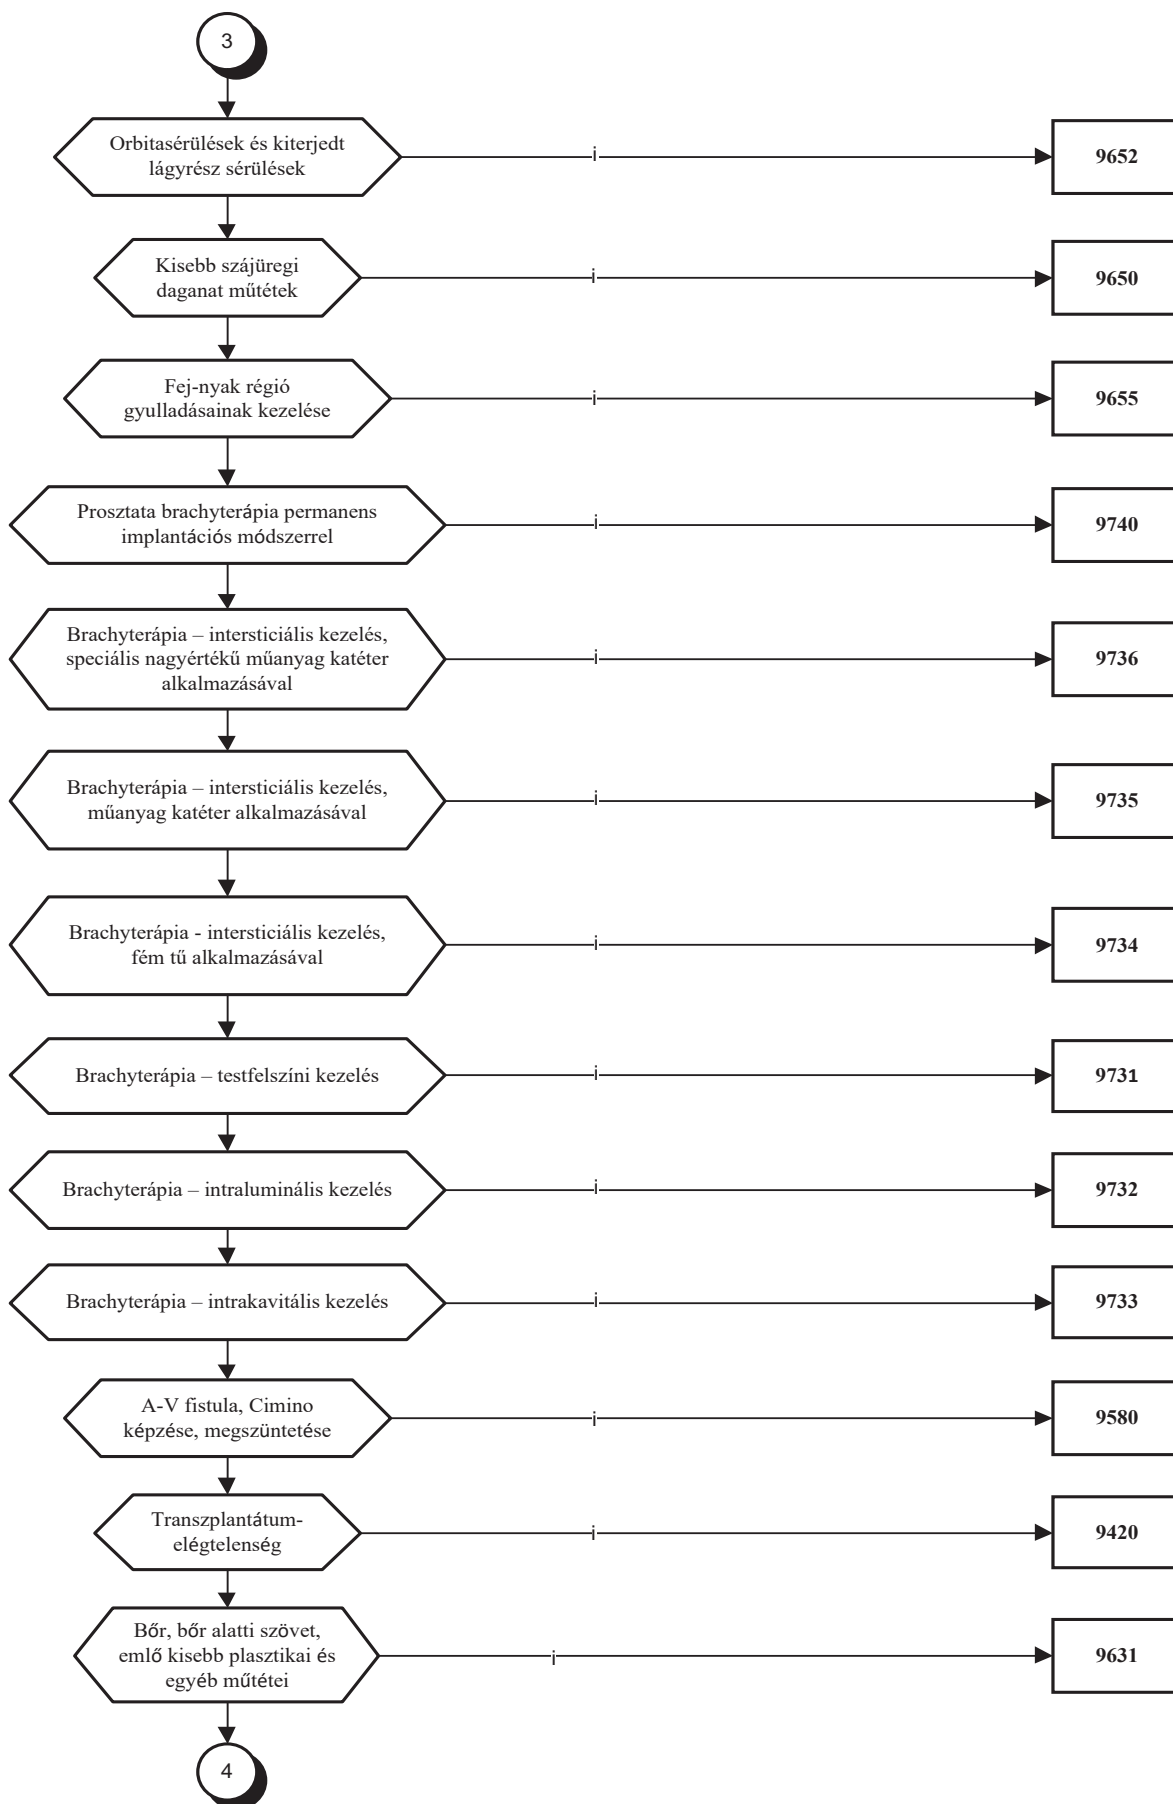 3
Orbitasérülések és kiterjedt
lágyrész sérülések
i
9652
Kisebb szájüregi
daganat műtétek
i
9650
Fej-nyak régió
gyulladásainak kezelése
i
9655
Prosztata brachyterápia permanens
implantációs módszerrel
i
9740
Brachyterápia – intersticiális kezelés,
speciális nagyértékű műanyag katéter
alkalmazásával
i
9736
Brachyterápia – intersticiális kezelés,
műanyag katéter alkalmazásával
i
9735
Brachyterápia - intersticiális kezelés,
fém tű alkalmazásával
i
9734
Brachyterápia – testfelszíni kezelés
i
9731
Brachyterápia – intraluminális kezelés
i
9732
Brachyterápia – intrakavitális kezelés
i
9733
A-V fistula, Cimino
képzése, megszüntetése
i
9580
Transzplantátum-
elégtelenség
i
9420
Bőr, bőr alatti szövet,
emlő kisebb plasztikai és
egyéb műtétei
i
9631
4